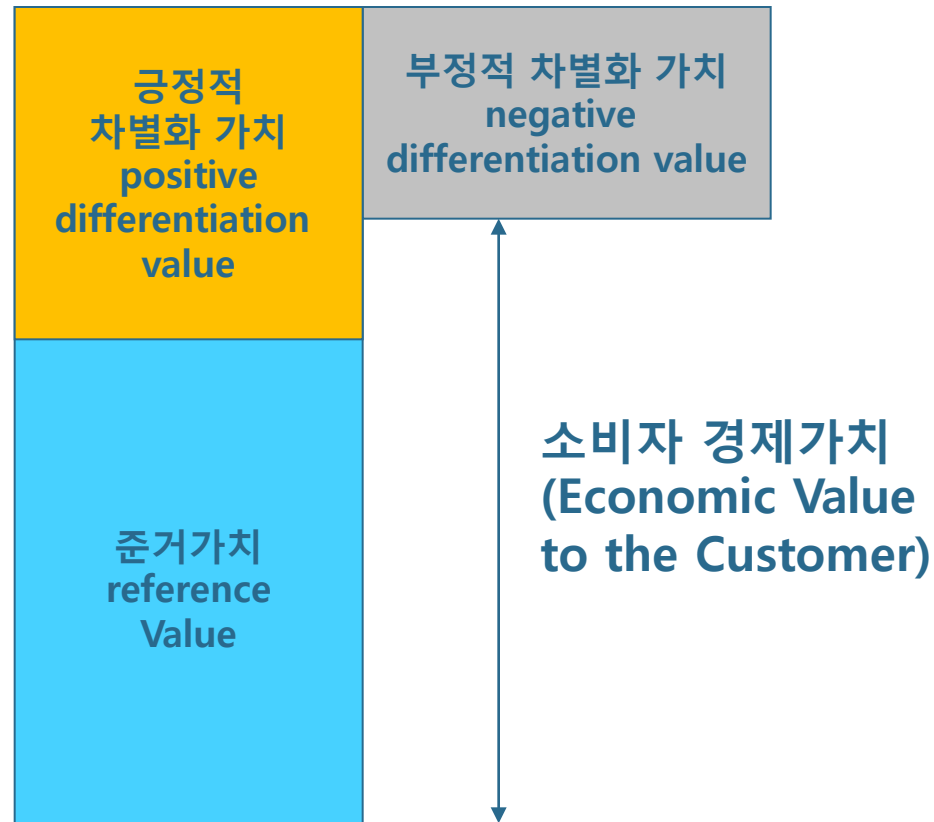 긍정적
차별화 가치
positive
differentiation
value
부정적 차별화 가치
negative
differentiation value
준거가치
reference
Value
소비자 경제가치
(Economic Value
to the Customer)